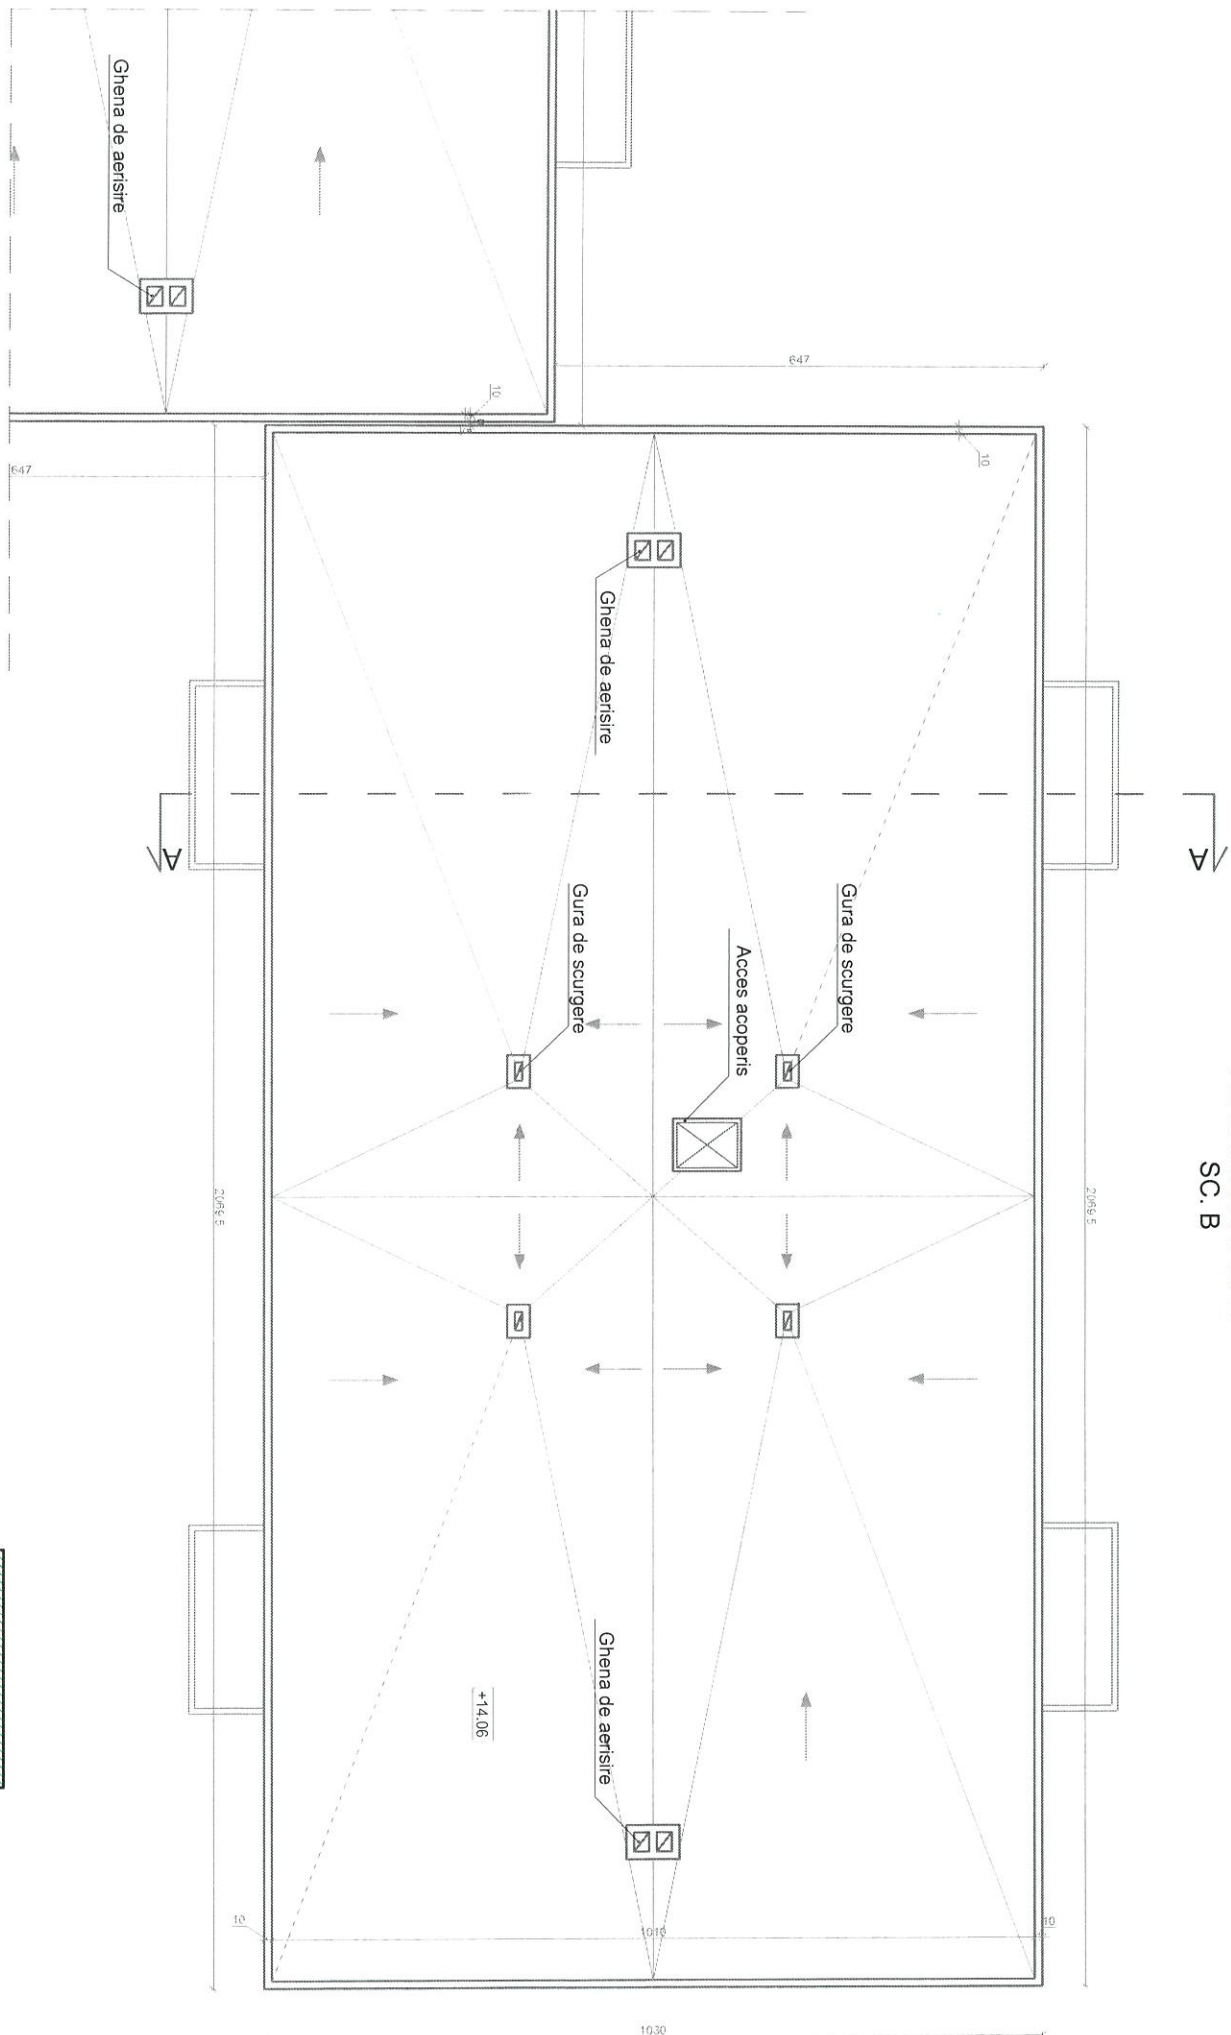 SC. B
A
A
647
647
10
10
10
10
2069.5
2069.5
1010
1030
+14.06
Ghena de aerisire
Ghena de aerisire
Ghena de aerisire
Gura de scurgere
Gura de scurgere
Acces acoperis